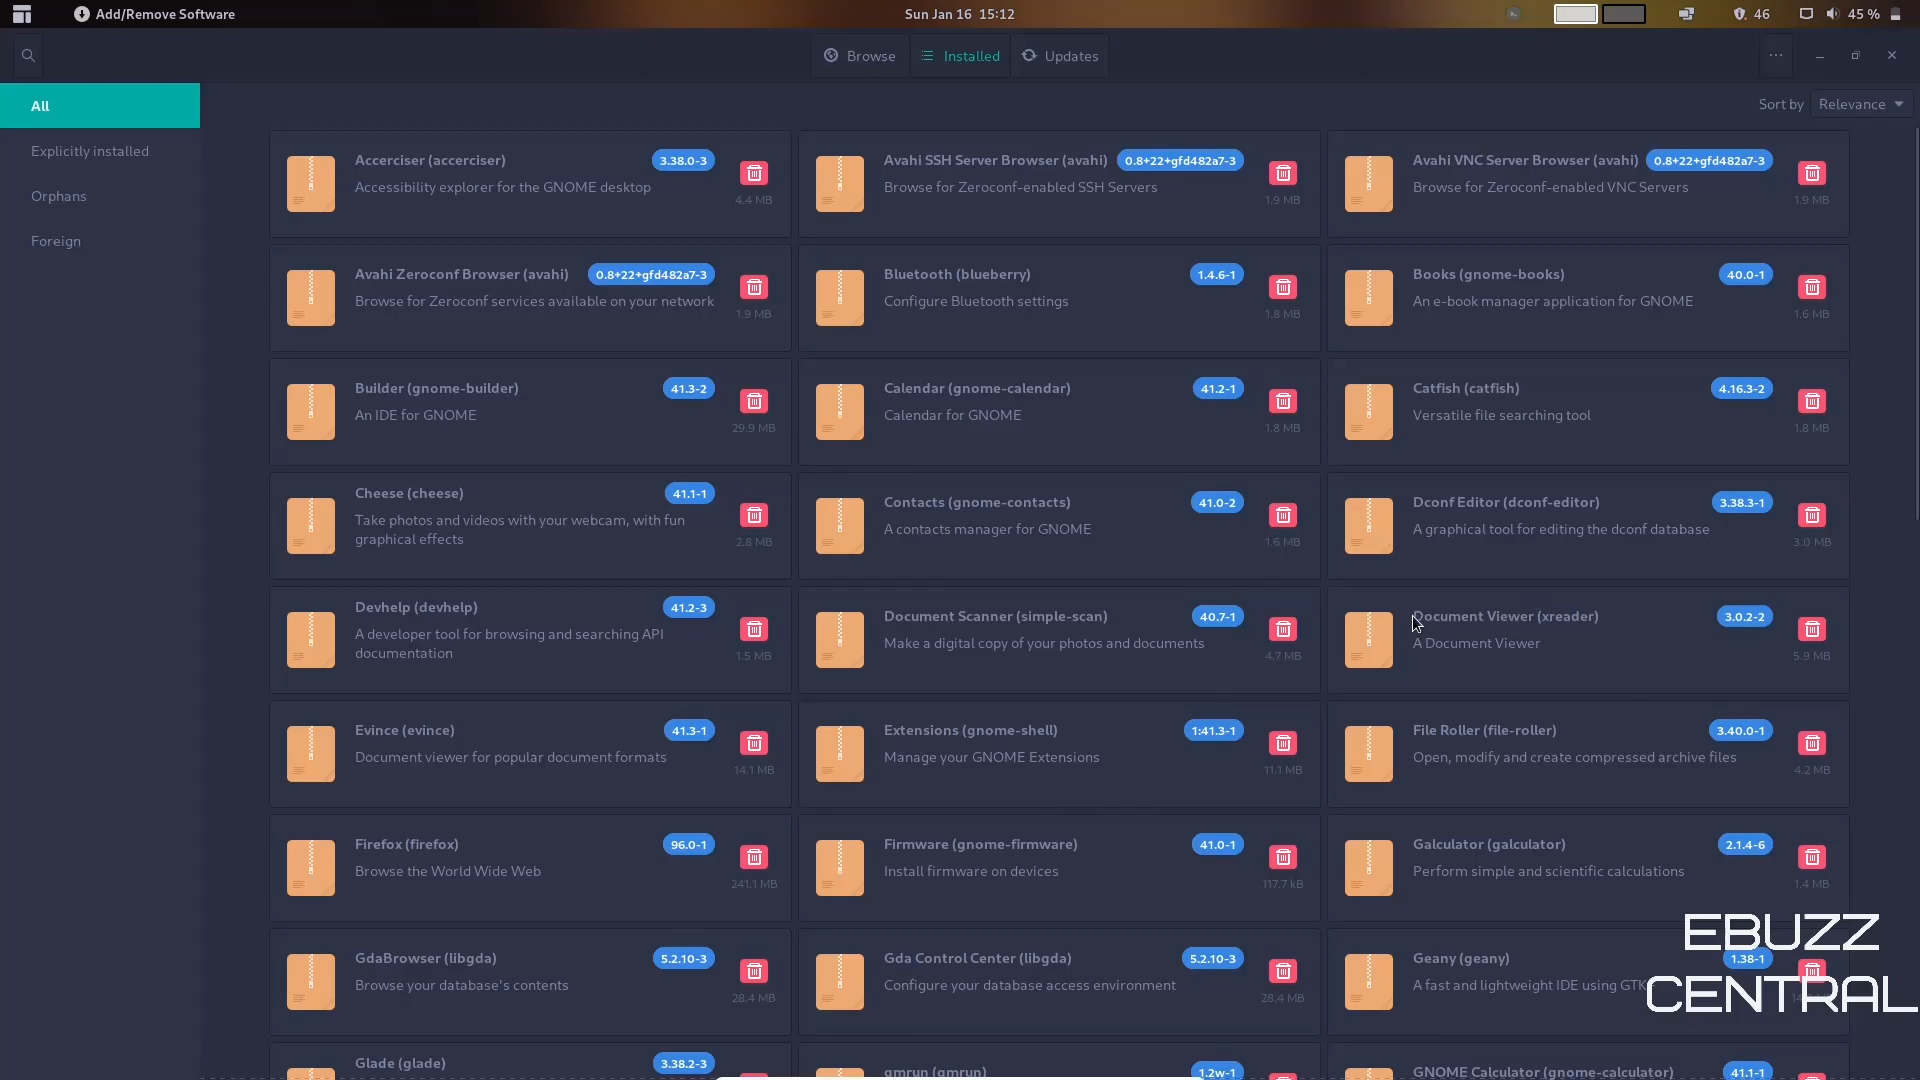 Add/Remove Software
Sun Jan 16 15:12
46
45 %
Browse
Installed
Updates
All
Explicitly installed
Orphans
Foreign
Sort by Relevance
Accerciser (accerciser) 3.38.0-3
Accessibility explorer for the GNOME desktop
4.4 MB
Avahi SSH Server Browser (avahi) 0.8+22+gfd482a7-3
Browse for Zeroconf-enabled SSH Servers
1.9 MB
Avahi VNC Server Browser (avahi) 0.8+22+gfd482a7-3
Browse for Zeroconf-enabled VNC Servers
1.9 MB
Avahi Zeroconf Browser (avahi) 0.8+22+gfd482a7-3
Browse for Zeroconf services available on your network
1.9 MB
Bluetooth (blueberry) 1.4.6-1
Configure Bluetooth settings
1.8 MB
Books (gnome-books) 40.0-1
An e-book manager application for GNOME
1.6 MB
Builder (gnome-builder) 41.3-2
An IDE for GNOME
29.9 MB
Calendar (gnome-calendar) 41.2-1
Calendar for GNOME
1.8 MB
Catfish (catfish) 4.16.3-2
Versatile file searching tool
1.8 MB
Cheese (cheese) 41.1-1
Take photos and videos with your webcam, with fun
graphical effects
2.8 MB
Contacts (gnome-contacts) 41.0-2
A contacts manager for GNOME
1.6 MB
Dconf Editor (dconf-editor) 3.38.3-1
A graphical tool for editing the dconf database
3.0 MB
Devhelp (devhelp) 41.2-3
A developer tool for browsing and searching API
documentation
1.5 MB
Document Scanner (simple-scan) 40.7-1
Make a digital copy of your photos and documents
4.7 MB
Document Viewer (xreader) 3.0.2-2
A Document Viewer
5.9 MB
Evince (evince) 41.3-1
Document viewer for popular document formats
14.1 MB
Extensions (gnome-shell) 1:41.3-1
Manage your GNOME Extensions
11.1 MB
File Roller (file-roller) 3.40.0-1
Open, modify and create compressed archive files
4.2 MB
Firefox (firefox) 96.0-1
Browse the World Wide Web
241.1 MB
Firmware (gnome-firmware) 41.0-1
Install firmware on devices
117.7 kB
Galculator (galculator) 2.1.4-6
Perform simple and scientific calculations
1.4 MB
GdaBrowser (libgda) 5.2.10-3
Browse your database's contents
28.4 MB
Gda Control Center (libgda) 5.2.10-3
Configure your database access environment
28.4 MB
Geany (geany) 1.38-1
A fast and lightweight IDE using GTK
EBUZZ
CENTRAL
Glade (glade) 3.38.2-3
gmrun (gmrun) 1.2w-1
GNOME Calculator (gnome-calculator) 41.1-1